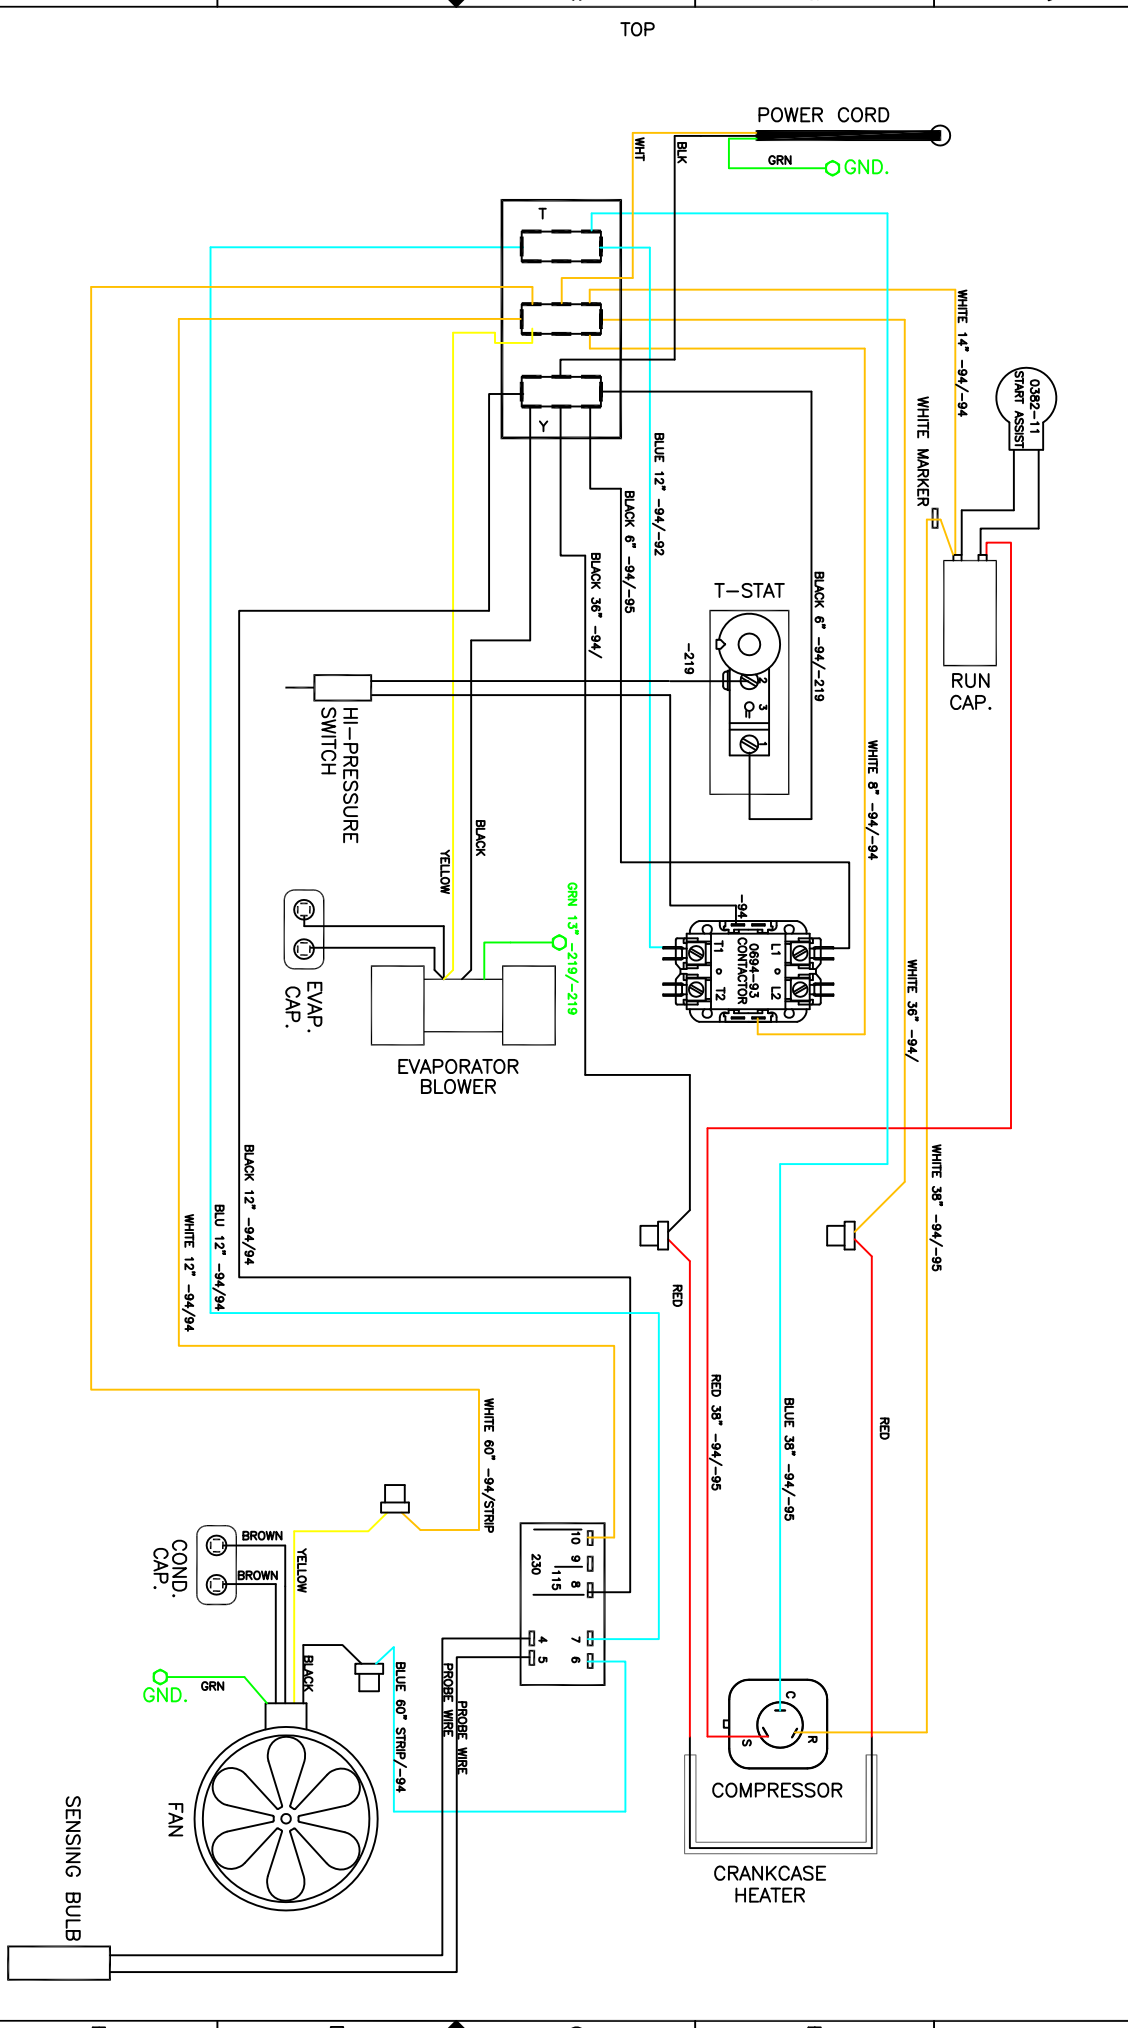 TOP
POWER CORD
WHT
BLK
GRN
GND.
T
Y
WHITE 14" -94/-94
0382-11
START ASSIST
WHITE MARKER
BLUE 12" -94/-92
BLACK 6" -94/-95
BLACK 36" -94/
T-STAT
BLACK 6" -94/-219
-219
2
3
1
RUN
CAP.
HI-PRESSURE
SWITCH
WHITE 8" -94/-94
BLACK
YELLOW
GRN 13" -219/-219
-94
T1
T2
0694-93
CONTACTOR
L1
L2
EVAP.
CAP.
EVAPORATOR
BLOWER
WHITE 36" -94/
BLACK 12" -94/94
BLU 12" -94/94
WHITE 12" -94/94
WHITE 38" -94/-95
RED
RED 38" -94/-95
BLUE 38" -94/-95
RED
WHITE 60" -94/STRIP
COND.
CAP.
BROWN
BROWN
YELLOW
BLACK
GRN
GND.
BLUE 60" STRIP/-94
PROBE WIRE
PROBE WIRE
10
9
8
7
6
230
115
4
5
C
R
S
COMPRESSOR
CRANKCASE
HEATER
FAN
SENSING BULB